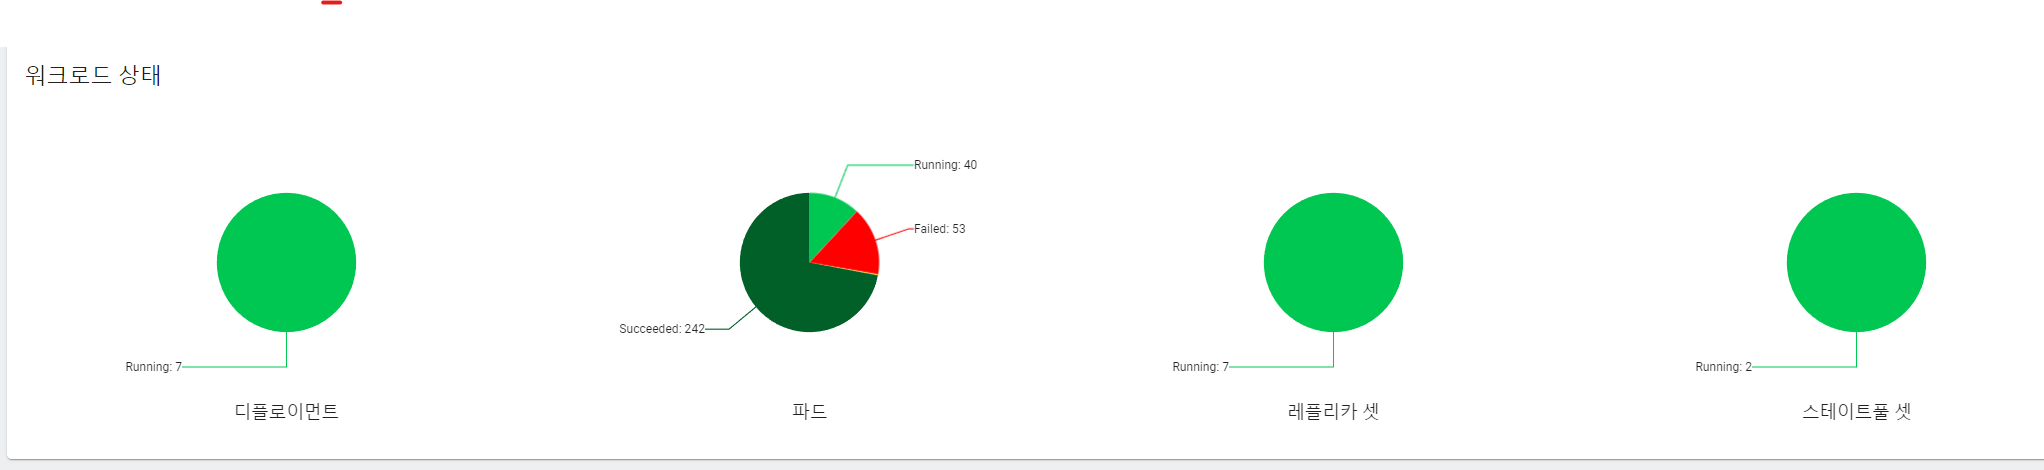 워크로드 상태
Running: 40
Failed: 53
Succeeded: 242
Running: 7
Running: 7
Running: 2
디플로이먼트
파드
레플리카 셋
스테이트풀 셋